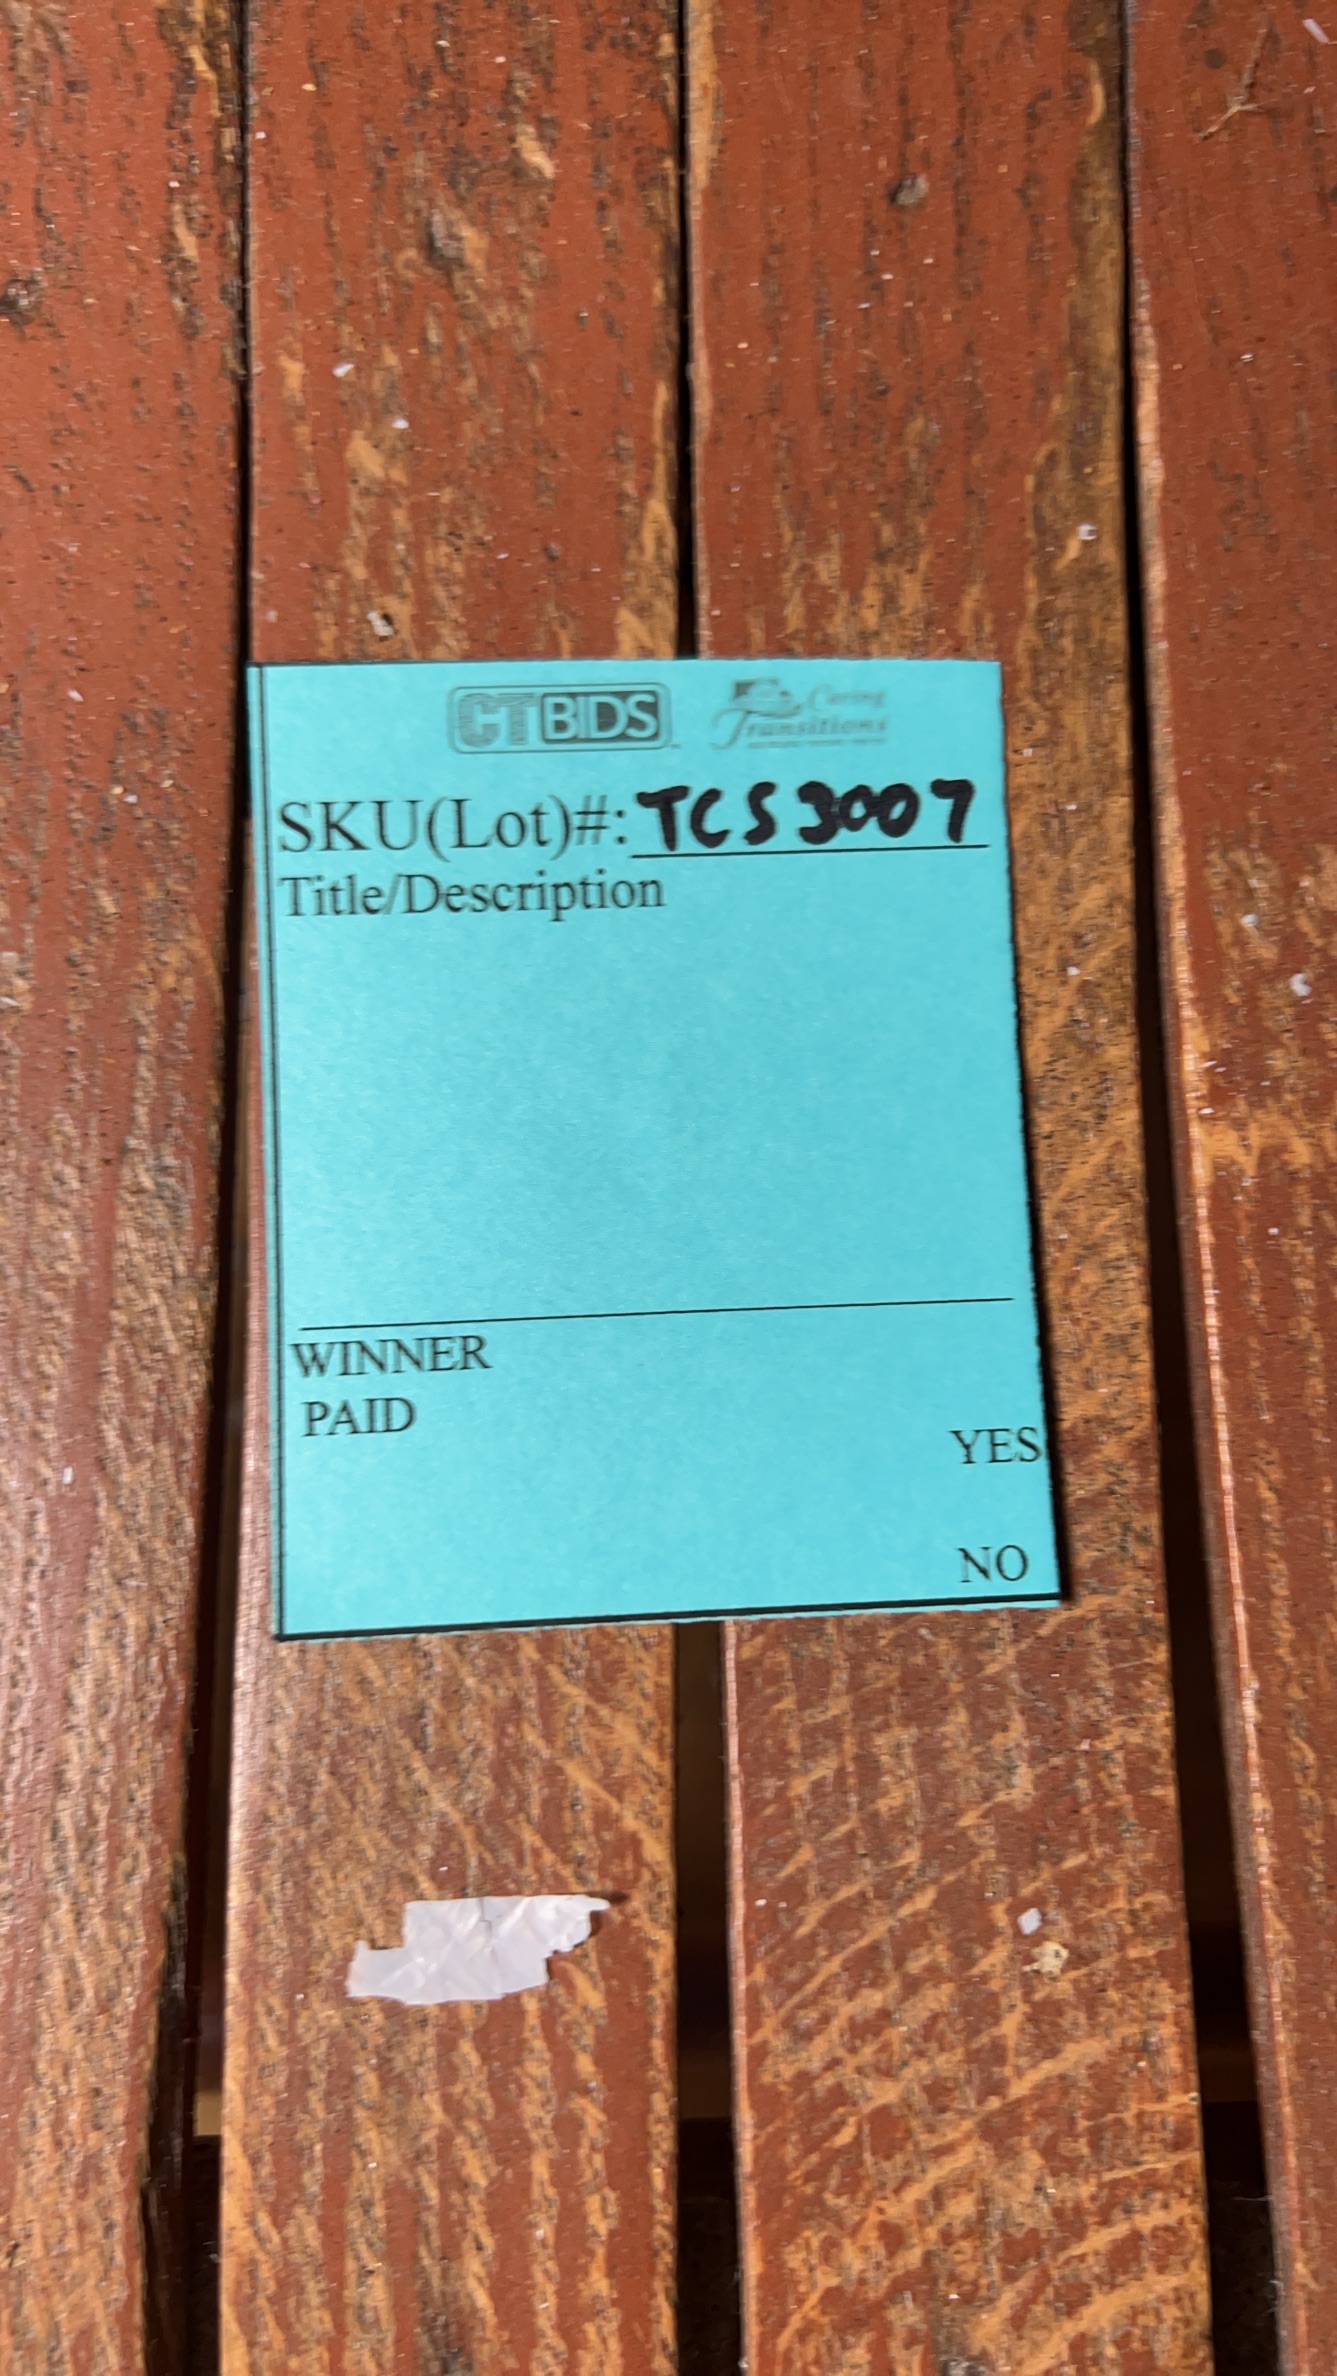 CTBIDS Caring
Transitions
SKU(Lot)#: TCS3007
Title/Description
WINNER
PAID
YES
NO